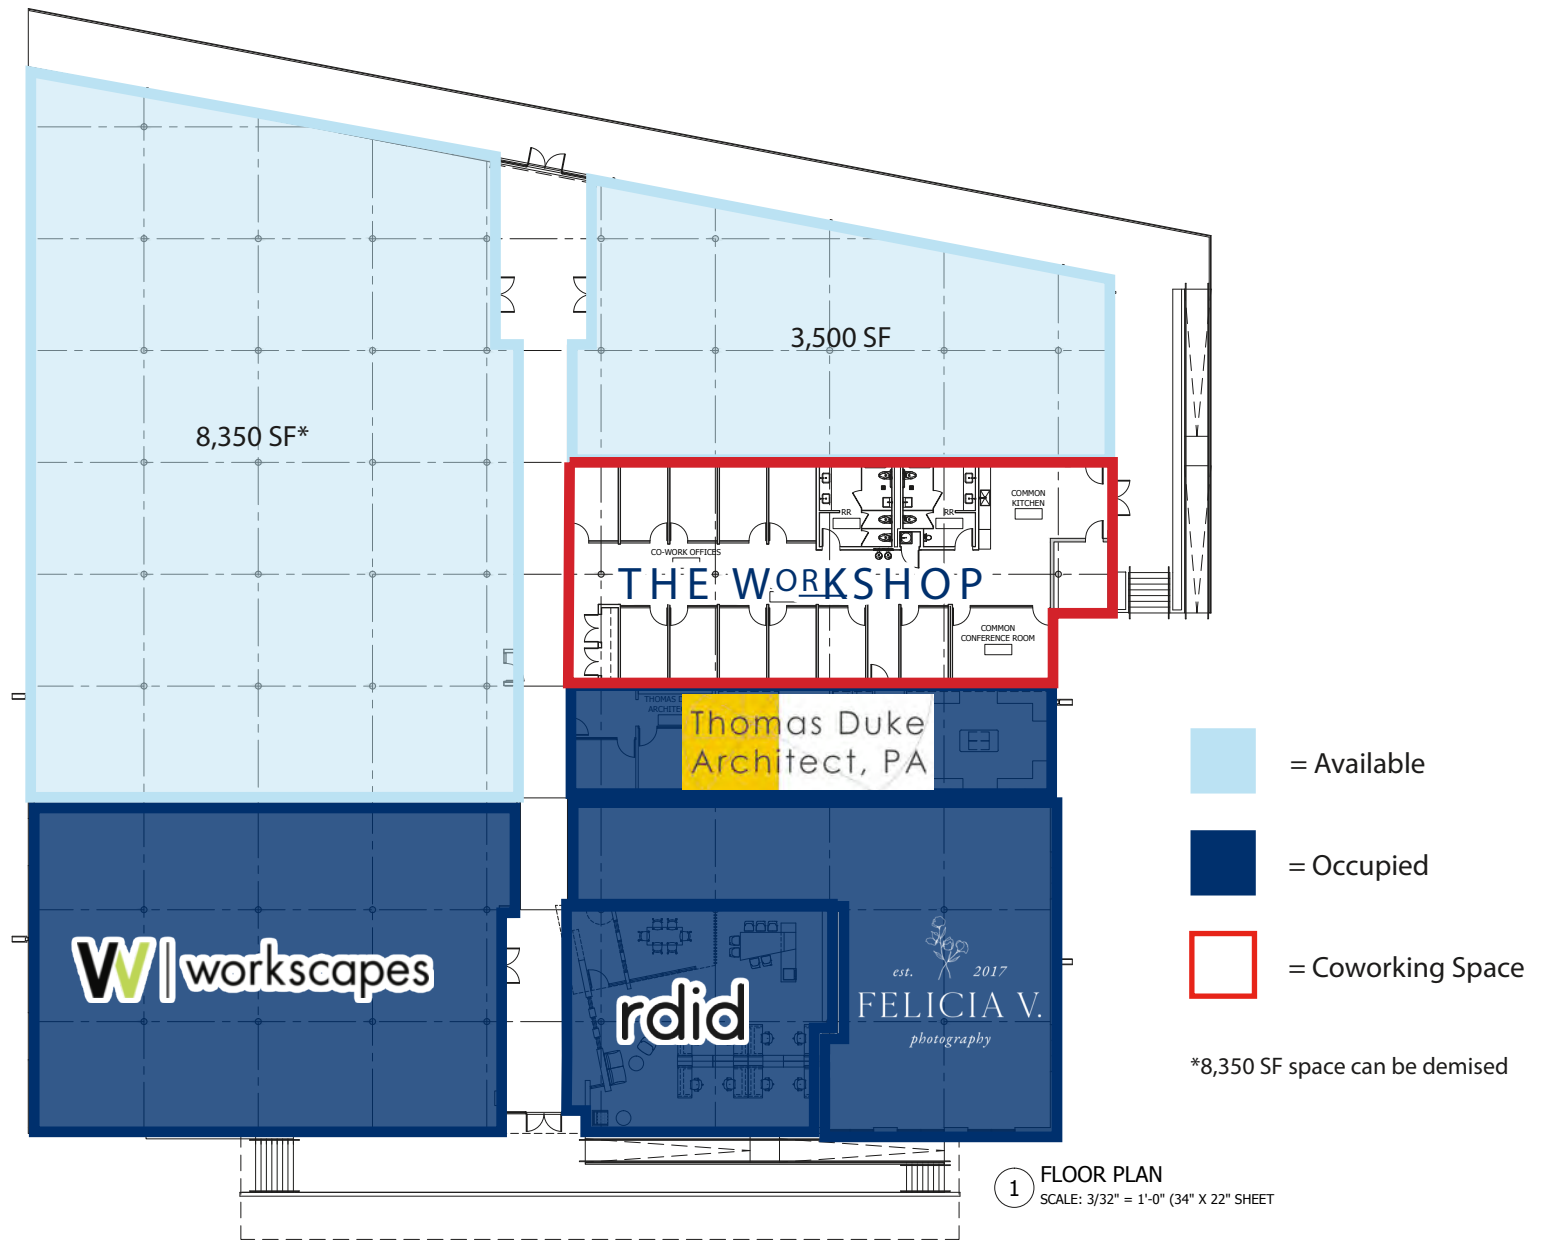 3,500 SF
8,350 SF*
COMMON
KITCHEN
RR
RR
CO-WORK OFFICES
THE WORKSHOP
COMMON
CONFERENCE ROOM
THOMAS D
Thomas Duke
Architect, PA
= Available
= Occupied
W | workscapes
est. 2017
FELICIA V.
photography
rdid
= Coworking Space
*8,350 SF space can be demised
1 FLOOR PLAN
SCALE: 3/32" = 1'-0" (34" X 22" SHEET